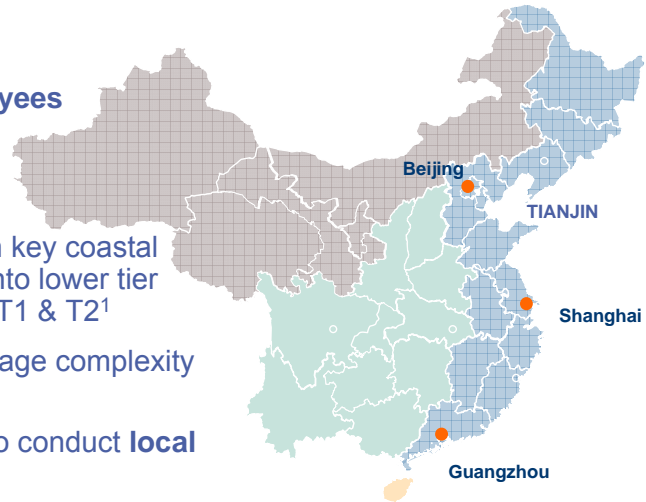 yees
Beijing
TIANJIN
key coastal
nto lower tier
T1 & T2¹
Shanghai
age complexity
o conduct local
Guangzhou